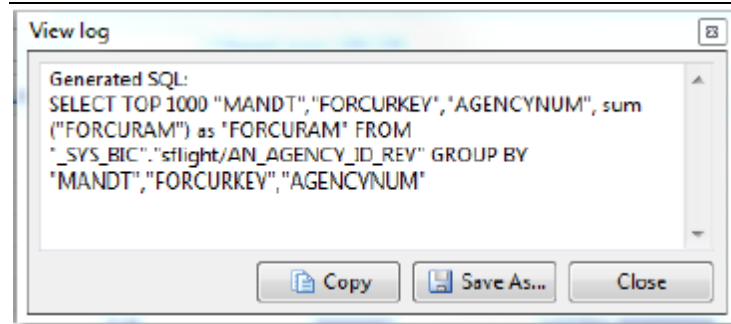 View log
Generated SQL:
SELECT TOP 1000 "MANDT","FORCURKEY","AGENCYNUM", sum
("FORCURAM") as "FORCURAM" FROM
"_SYS_BIC"."sflight/AN_AGENCY_ID_REV" GROUP BY
"MANDT","FORCURKEY","AGENCYNUM"
Copy Save As... Close